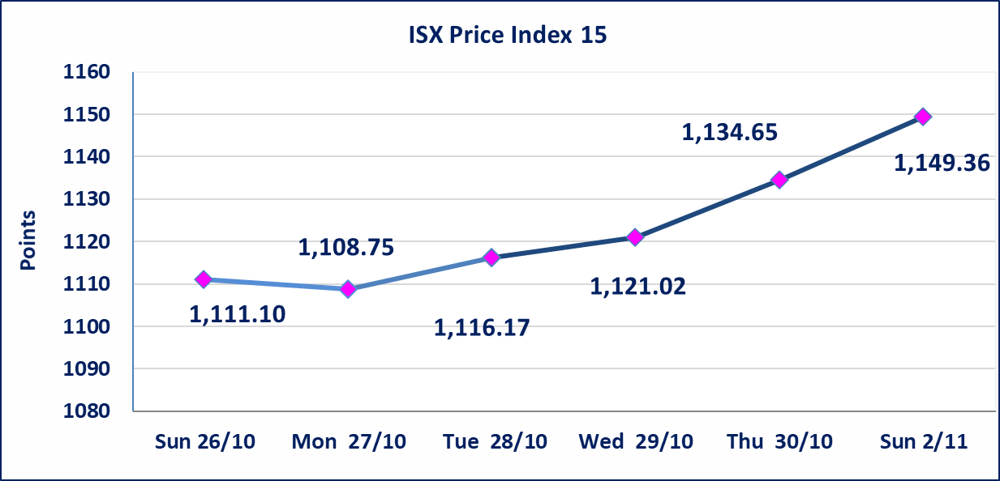 ISX Price Index 15
1160
1150
1140
1130
1120
1110
1100
1090
1080
Points
1,111.10
1,108.75
1,116.17
1,121.02
1,134.65
1,149.36
Sun 26/10
Mon 27/10
Tue 28/10
Wed 29/10
Thu 30/10
Sun 2/11